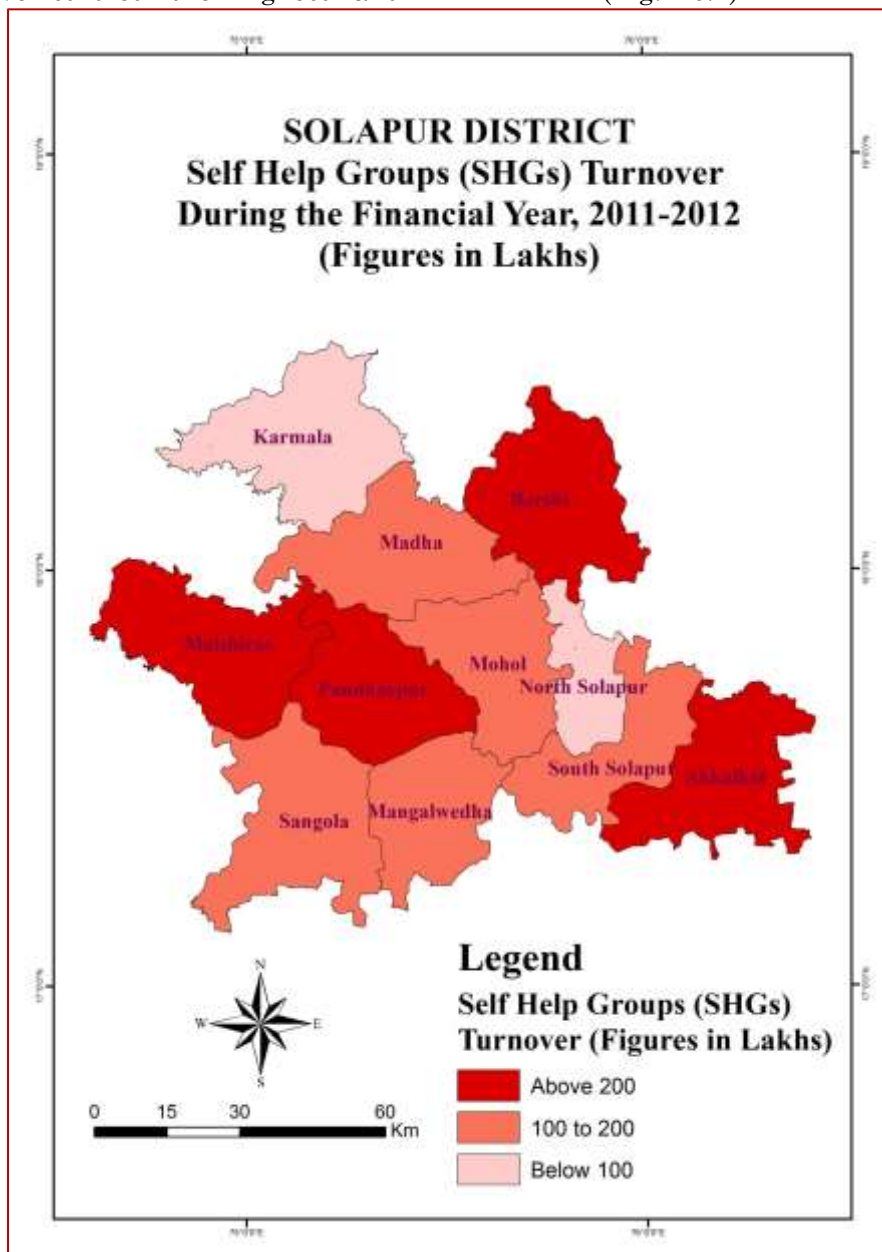 SOLAPUR DISTRICT
Self Help Groups (SHGs) Turnover
During the Financial Year, 2011-2012
(Figures in Lakhs)
Karmala
Barshi
Madha
Malshiras
Pandharpur
Mohol
North Solapur
South Solapur
Akkalkot
Sangola
Mangalwedha
N
W
E
S
0 15 30 60
Km
Legend
Self Help Groups (SHGs)
Turnover (Figures in Lakhs)
Above 200
100 to 200
Below 100